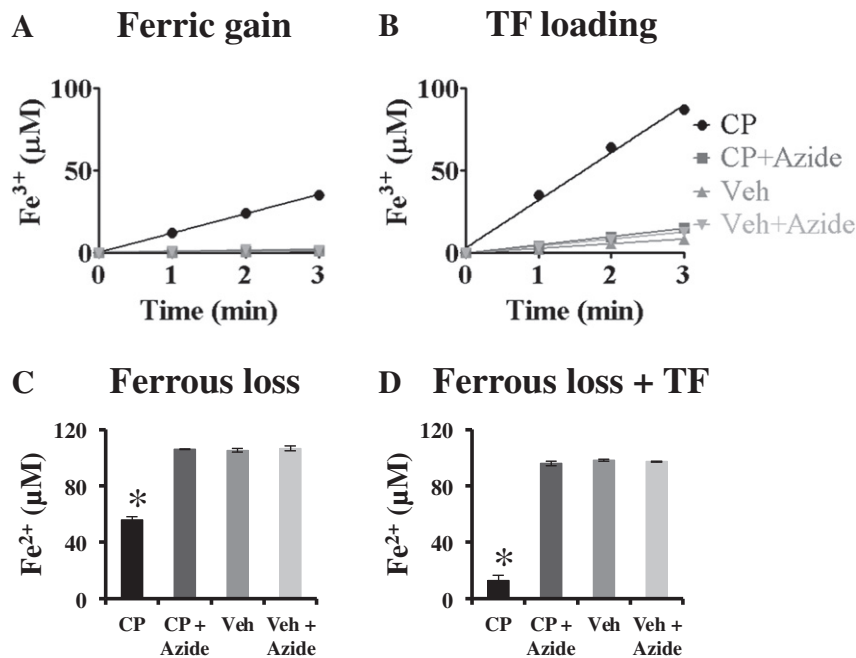 A Ferric gain
B TF loading
100
50
0
Fe³⁺ (μM)
0 1 2 3
Time (min)
100
50
0
Fe³⁺ (μM)
0 1 2 3
Time (min)
CP
CP+Azide
Veh
Veh+Azide
C Ferrous loss
D Ferrous loss + TF
120
80
40
0
Fe²⁺ (μM)
*
CP
CP +
Azide
Veh
Veh +
Azide
120
80
40
0
Fe²⁺ (μM)
*
CP
CP +
Azide
Veh
Veh +
Azide